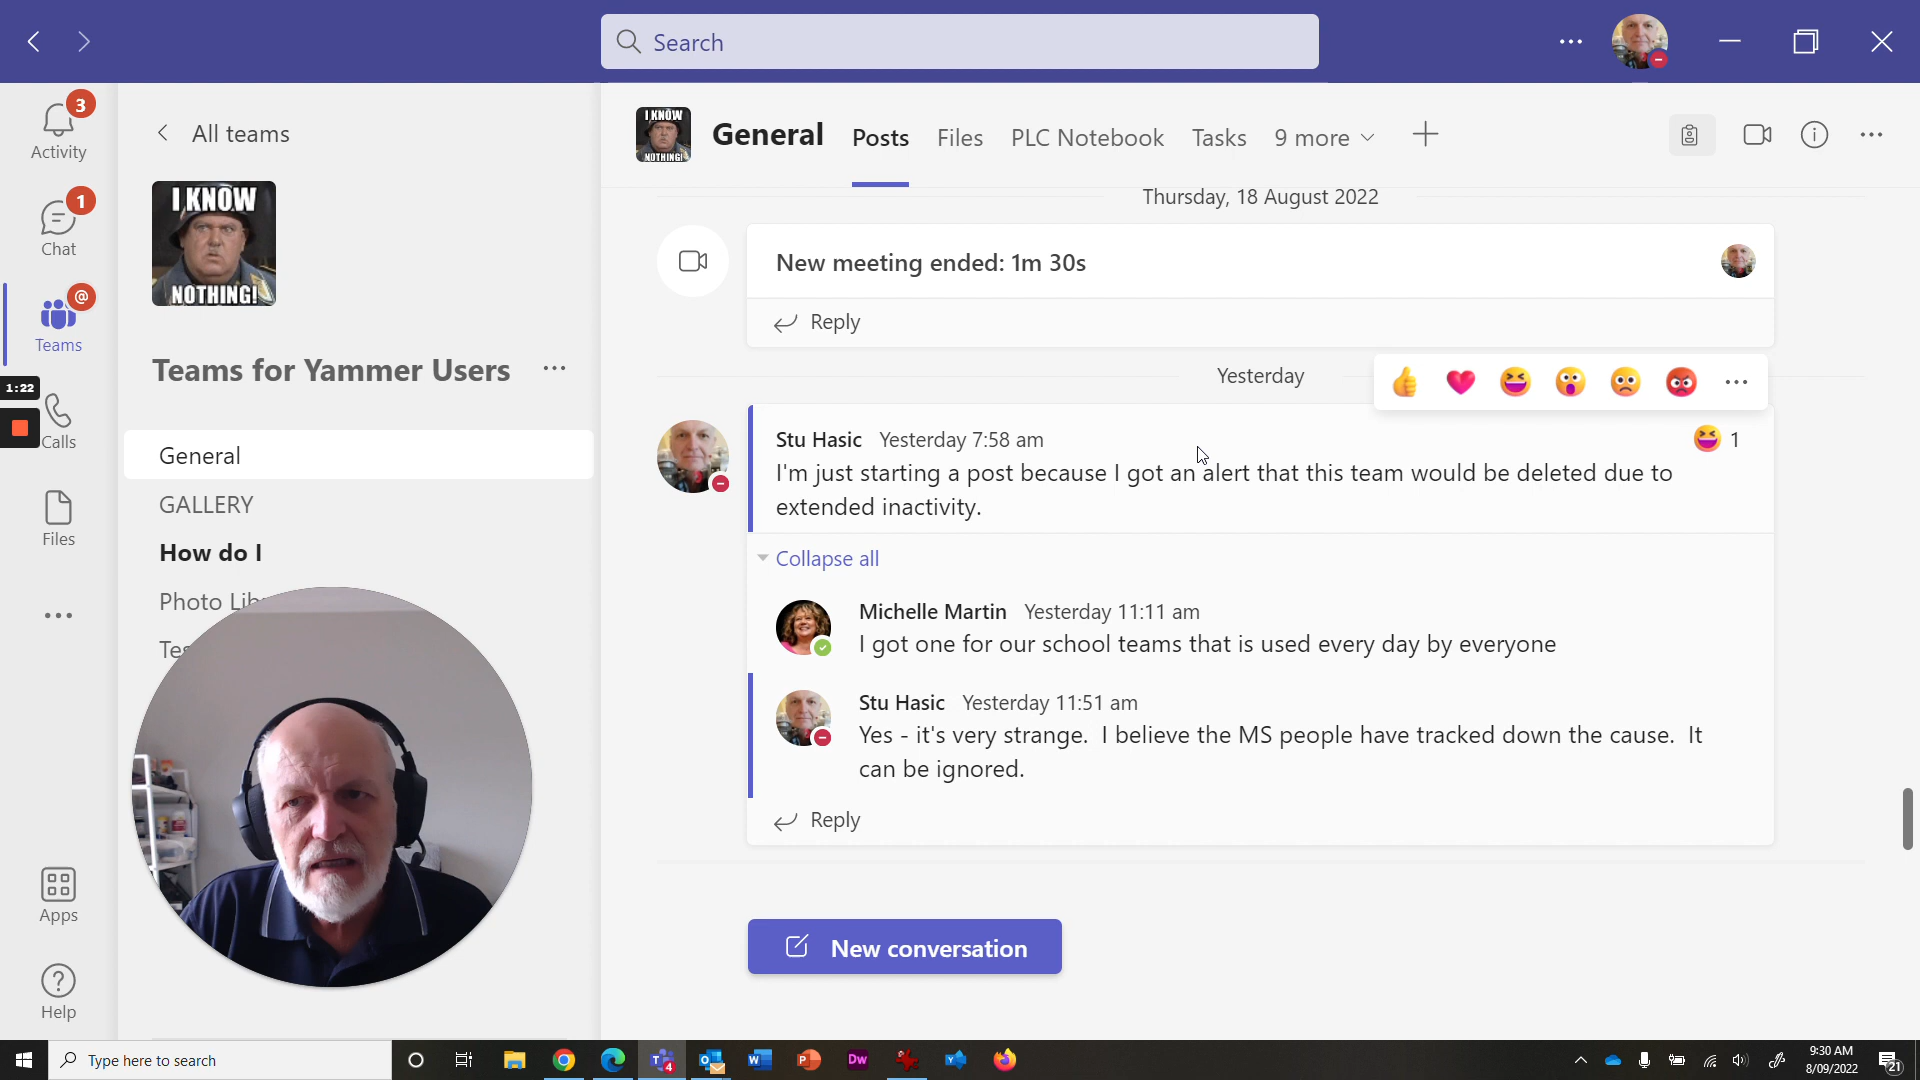 Search
3
Activity
1
Chat
@
Teams
1:22
Calls
Files
Apps
Help
All teams
I KNOW
NOTHING!
Teams for Yammer Users
General
GALLERY
How do I
Photo
I KNOW
NOTHING!
General
Posts
Files
PLC Notebook
Tasks
9 more
Thursday, 18 August 2022
New meeting ended: 1m 30s
Reply
Yesterday
Stu Hasic Yesterday 7:58 am
1
I'm just starting a post because I got an alert that this team would be deleted due to
extended inactivity.
Collapse all
Michelle Martin Yesterday 11:11 am
I got one for our school teams that is used every day by everyone
Stu Hasic Yesterday 11:51 am
Yes - it's very strange. I believe the MS people have tracked down the cause. It
can be ignored.
Reply
New conversation
Type here to search
T
4
W
P
Dw
Y
9:30 AM
8/09/2022
21